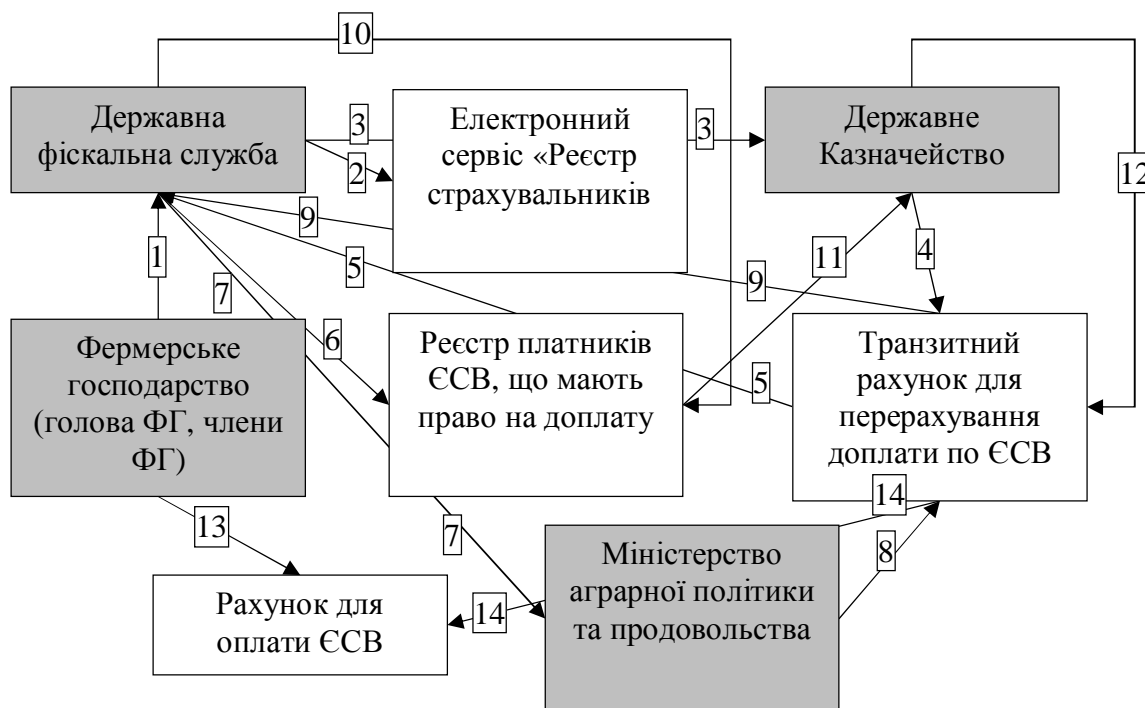 10
Державна
фіскальна служба
3
2
Електронний
сервіс «Реєстр
страхувальників
3
Державне
Казначейство
12
1
9
5
7
11
4
9
6
Фермерське
господарство
(голова ФГ, члени
ФГ)
Реєстр платників
ЄСВ, що мають
право на доплату
5
Транзитний
рахунок для
перерахування
доплати по ЄСВ
13
7
14
8
Рахунок для
оплати ЄСВ
14
Міністерство
аграрної політики
та продовольства